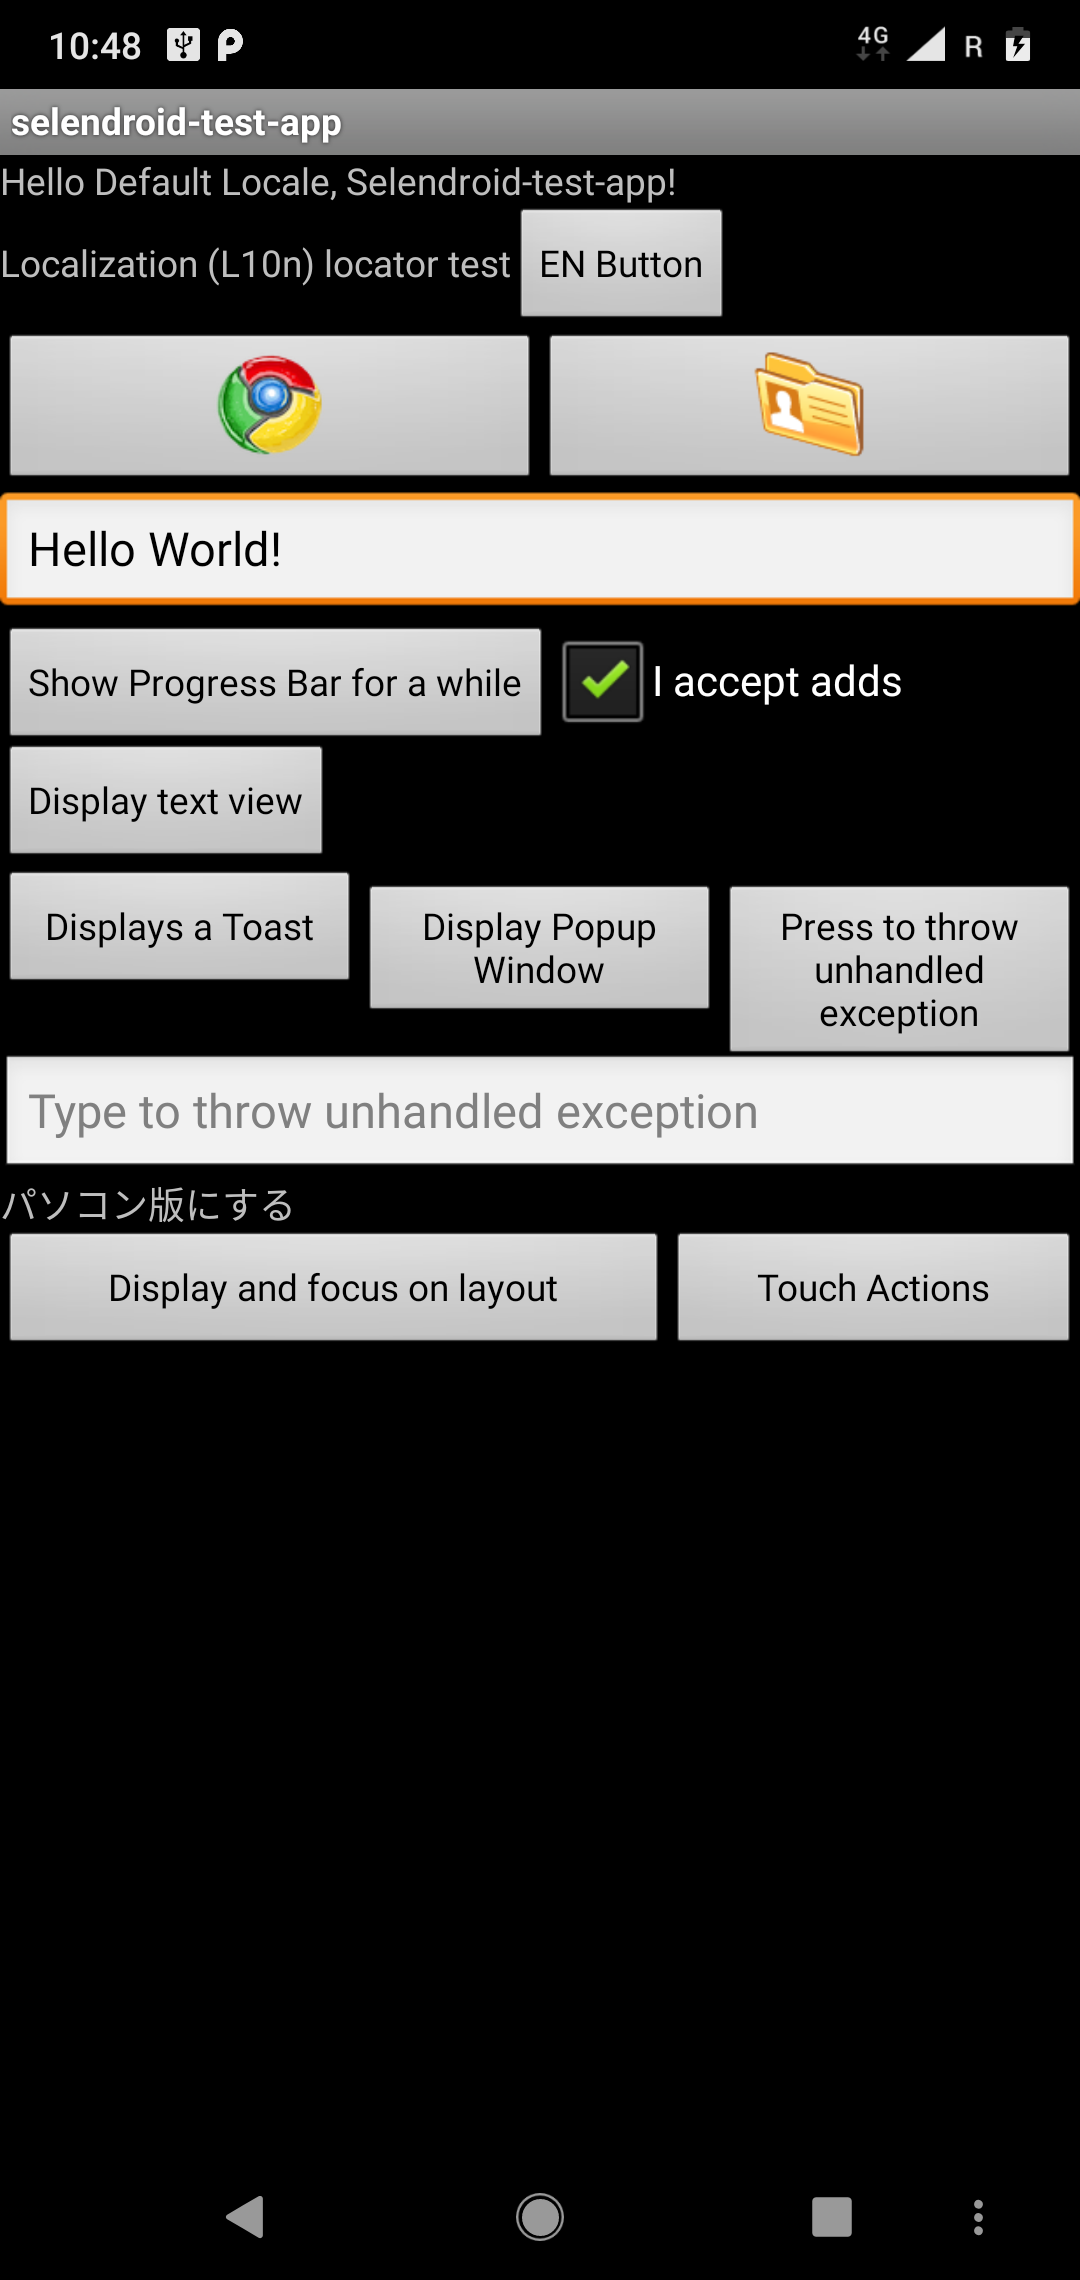 10:48
4G
R
selendroid-test-app
Hello Default Locale, Selendroid-test-app!
Localization (L10n) locator test
EN Button
Hello World!
Show Progress Bar for a while
I accept adds
Display text view
Displays a Toast
Display Popup
Window
Press to throw
unhandled
exception
Type to throw unhandled exception
パソコン版にする
Display and focus on layout
Touch Actions